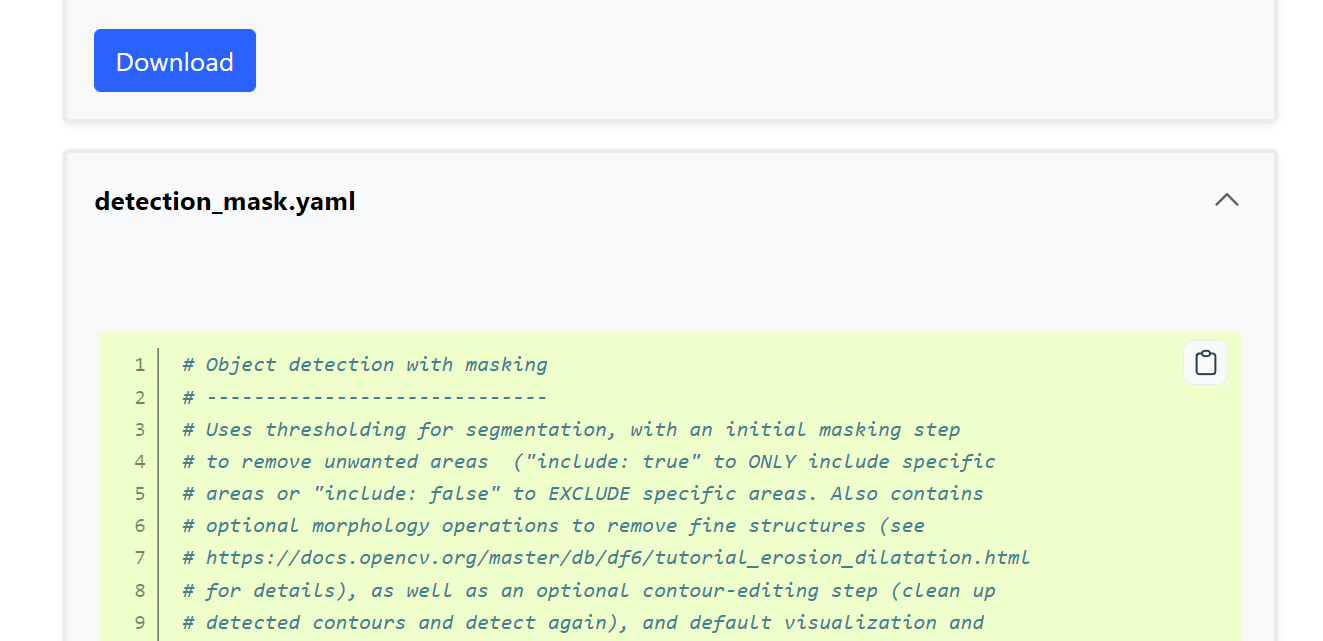 Download
detection_mask.yaml
1 # Object detection with masking
2 # -----------------------------
3 # Uses thresholding for segmentation, with an initial masking step
4 # to remove unwanted areas  ("include: true" to ONLY include specific
5 # areas or "include: false" to EXCLUDE specific areas. Also contains
6 # optional morphology operations to remove fine structures (see
7 # https://docs.opencv.org/master/db/df6/tutorial_erosion_dilatation.html
8 # for details), as well as an optional contour-editing step (clean up
9 # detected contours and detect again), and default visualization and